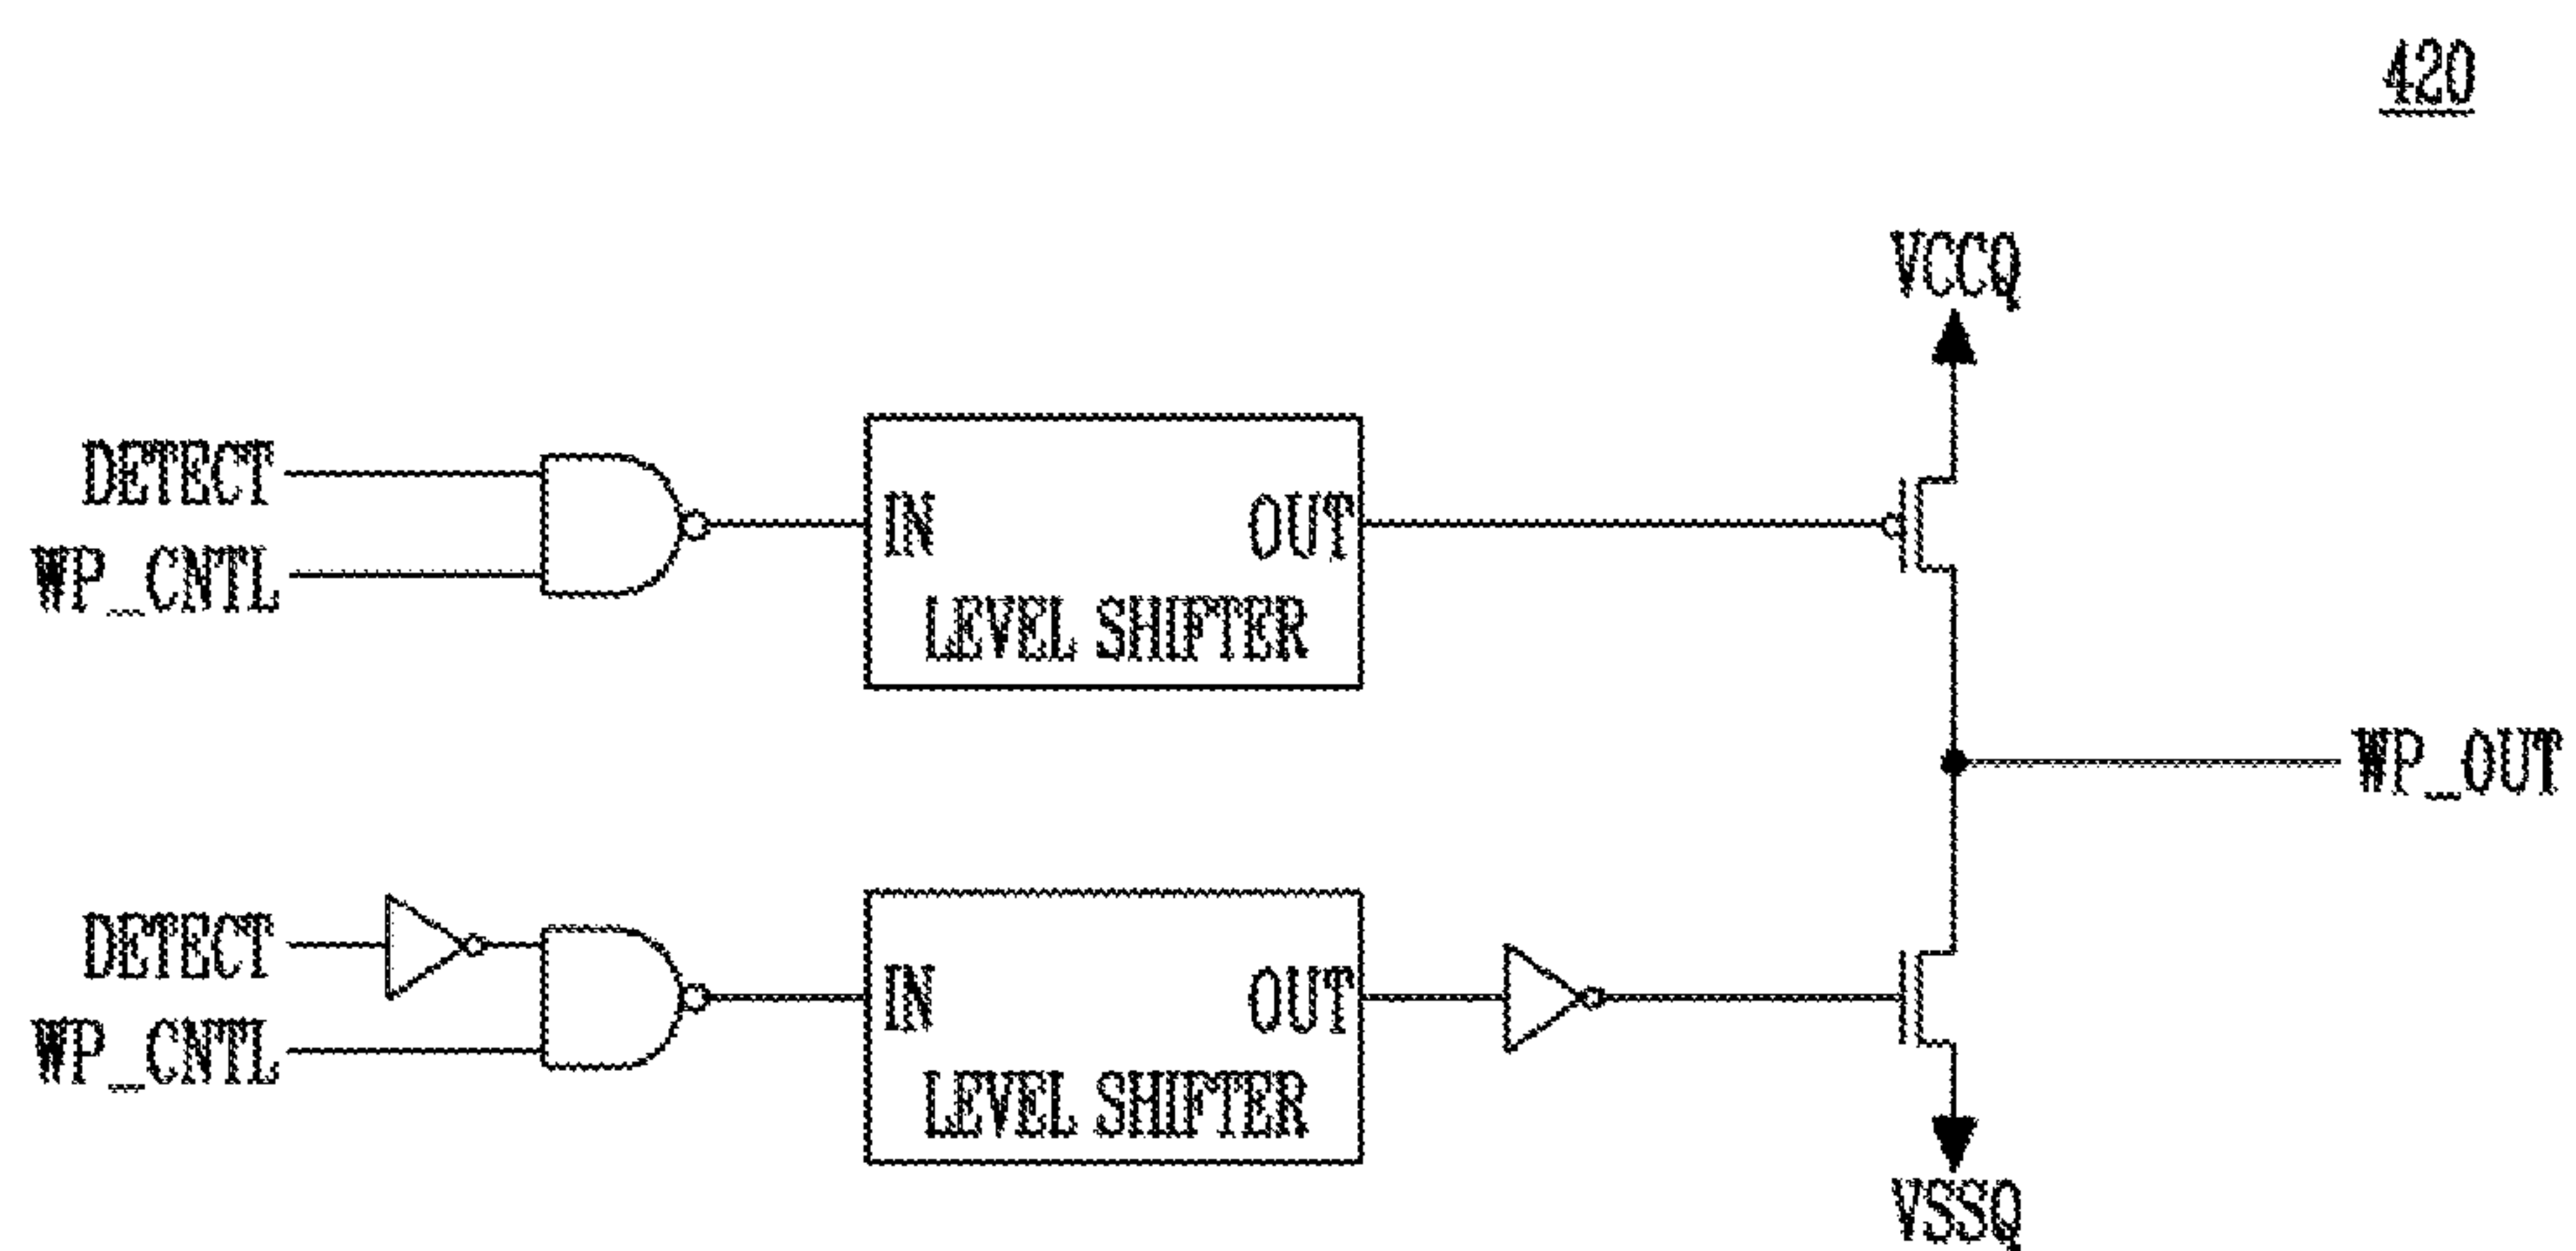 420
VCCQ
DETECT
WP_CNTL
IN
OUT
LEVEL SHIFTER
WP_OUT
DETECT
WP_CNTL
IN
OUT
LEVEL SHIFTER
VSSQ